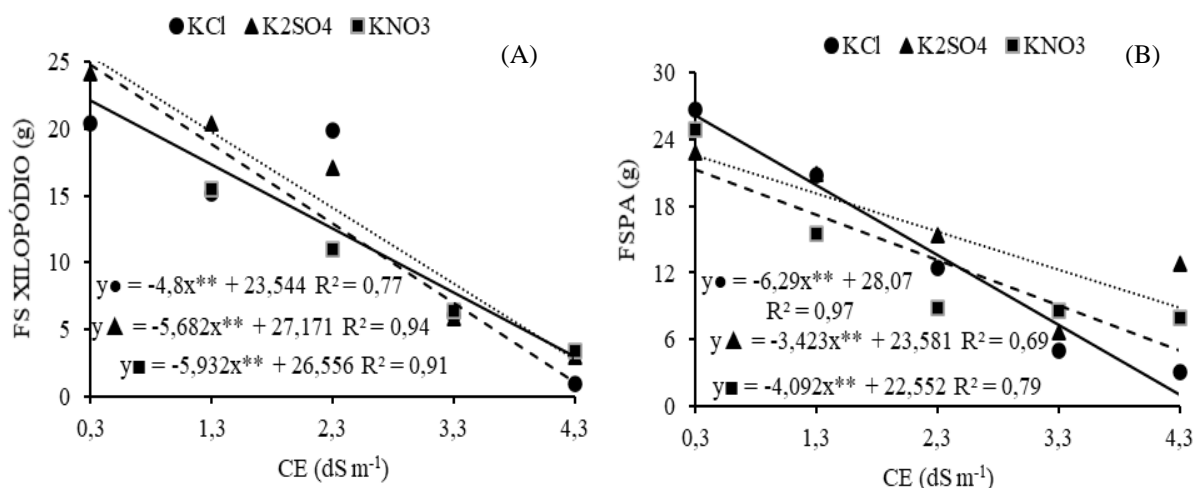 ● KCl ▲ K2SO4 ■ KNO3
(A)
FS XILOPÓDIO (g)
25
20
15
10
5
0
y● = -4,8x** + 23,544 R² = 0,77
y▲ = -5,682x** + 27,171 R² = 0,94
y■ = -5,932x** + 26,556 R² = 0,91
0,3 1,3 2,3 3,3 4,3
CE (dS m⁻¹)
● KCl ▲ K2SO4 ■ KNO3
(B)
FSPA (g)
30
24
18
12
6
0
y● = -6,29x** + 28,07
R² = 0,97
y▲ = -3,423x** + 23,581 R² = 0,69
y■ = -4,092x** + 22,552 R² = 0,79
0,3 1,3 2,3 3,3 4,3
CE (dS m⁻¹)